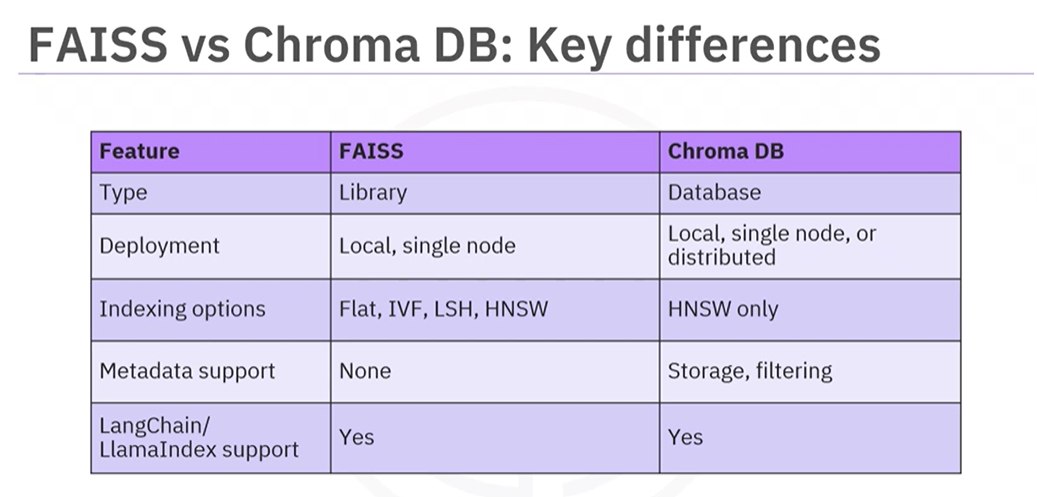 FAISS vs Chroma DB: Key differences
Feature
FAISS
Chroma DB
Type
Library
Database
Deployment
Local, single node
Local, single node, or
distributed
Indexing options
Flat, IVF, LSH, HNSW
HNSW only
Metadata support
None
Storage, filtering
LangChain/
LlamaIndex support
Yes
Yes